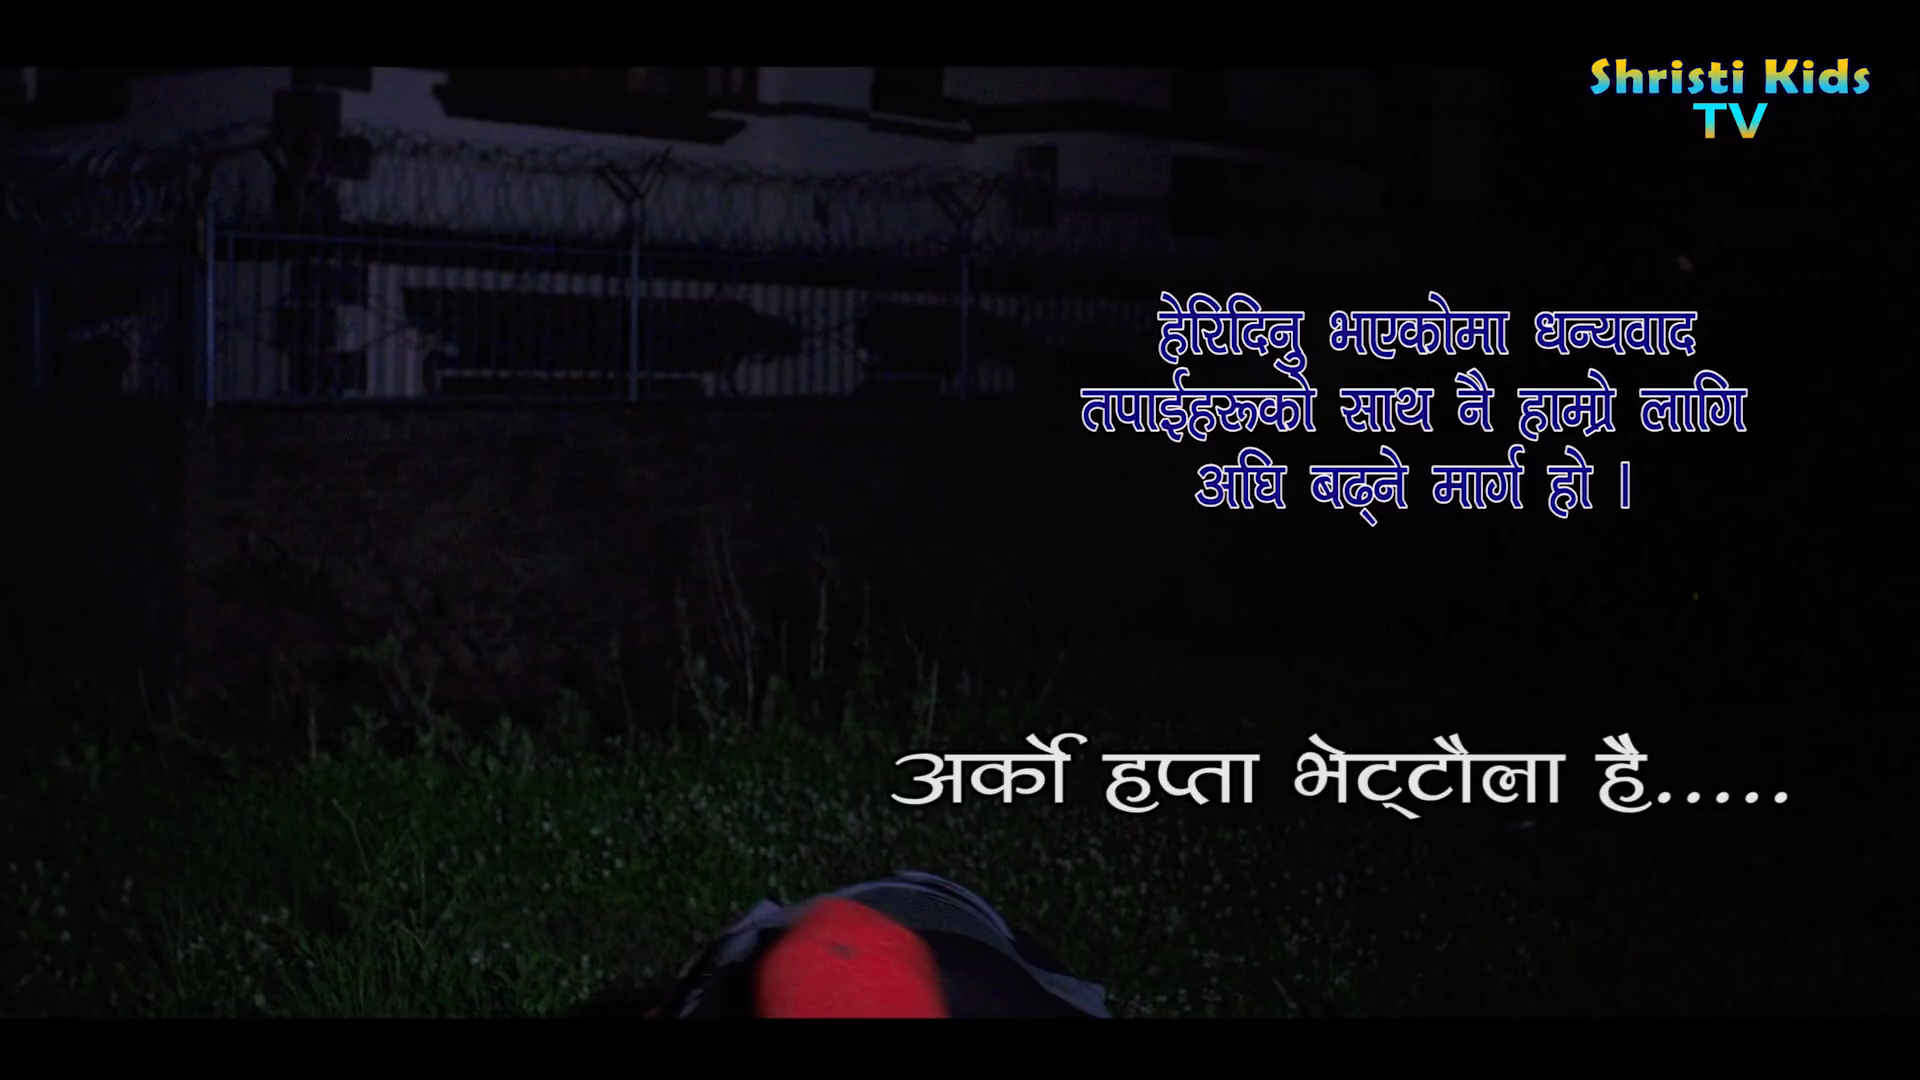 Shristi Kids
TV
हेरिदिनु भएकोमा धन्यवाद
तपाईहरूको साथ नै हाम्रो लागि
अघि बढ्ने मार्ग हो ।
अर्को हप्ता भेट्टौला है.....